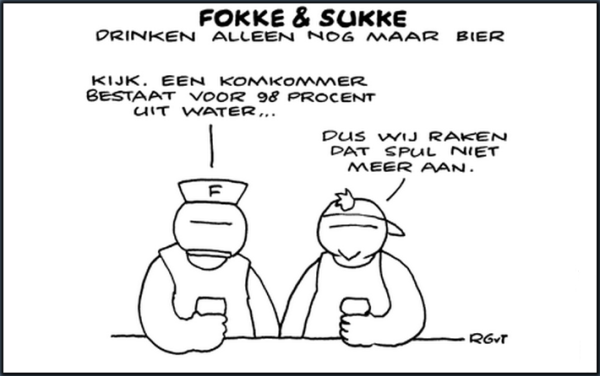 FOKKE & SUKKE
DRINKEN ALLEEN NOG MAAR BIER
KIJK. EEN KOMKOMMER
BESTAAT VOOR 98 PROCENT
UIT WATER...
DUS WIJ RAKEN
DAT SPUL NIET
MEER AAN.
F
RGvT